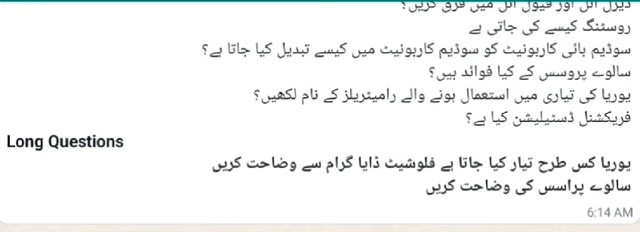 ڈیزل آئل اور فیول آئل میں فرق کریں؟
روسٹنگ کیسے کی جاتی ہے
سوڈیم بائی کاربونیٹ کو سوڈیم کاربونیٹ میں کیسے تبدیل کیا جاتا ہے؟
سالوے پروسس کے کیا فوائد ہیں؟
یوریا کی تیاری میں استعمال ہونے والے رامیٹریلز کے نام لکھیں؟
فریکشنل ڈسٹیلیشن کیا ہے؟
Long Questions
یوریا کس طرح تیار کیا جاتا ہے فلوشیٹ ڈایا گرام سے وضاحت کریں
سالوے پراسس کی وضاحت کریں
6:14 AM